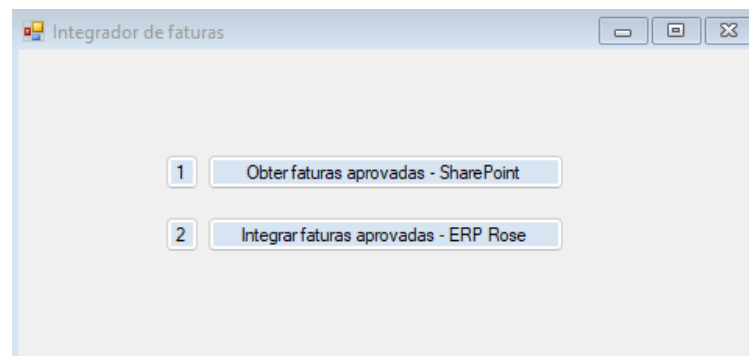 Integrador de faturas
1 Obter faturas aprovadas - SharePoint
2 Integrar faturas aprovadas - ERP Rose